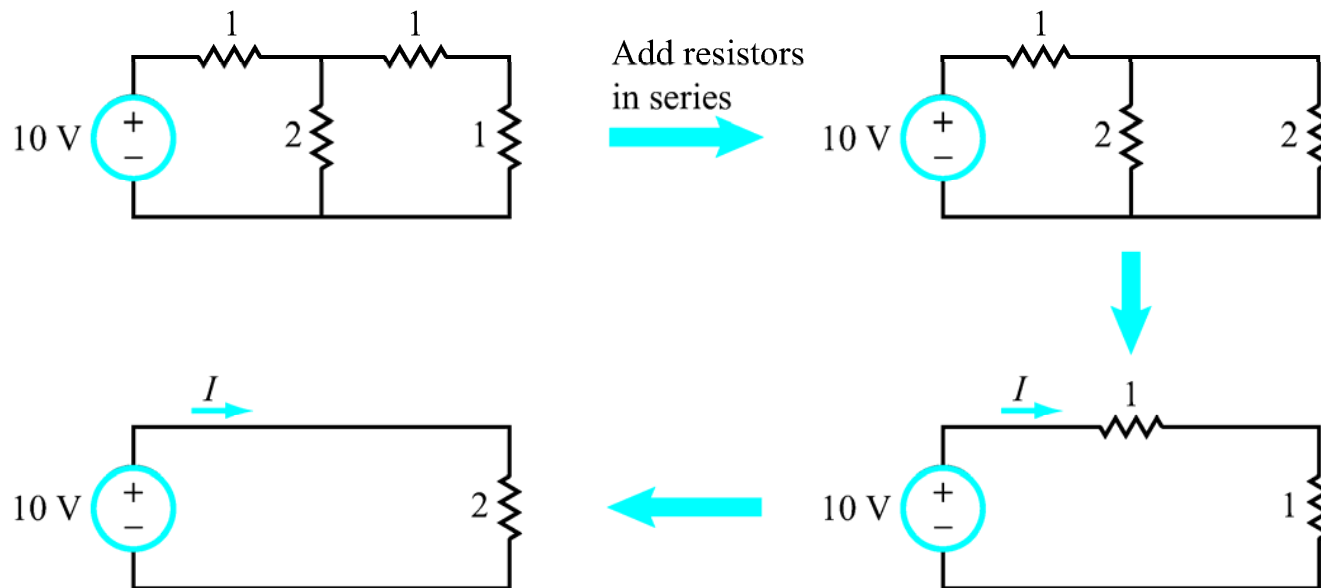 1 1
Add resistors
in series
1
10 V + − 2 1
10 V + − 2 2
I
I 1
10 V + − 2
10 V + − 1